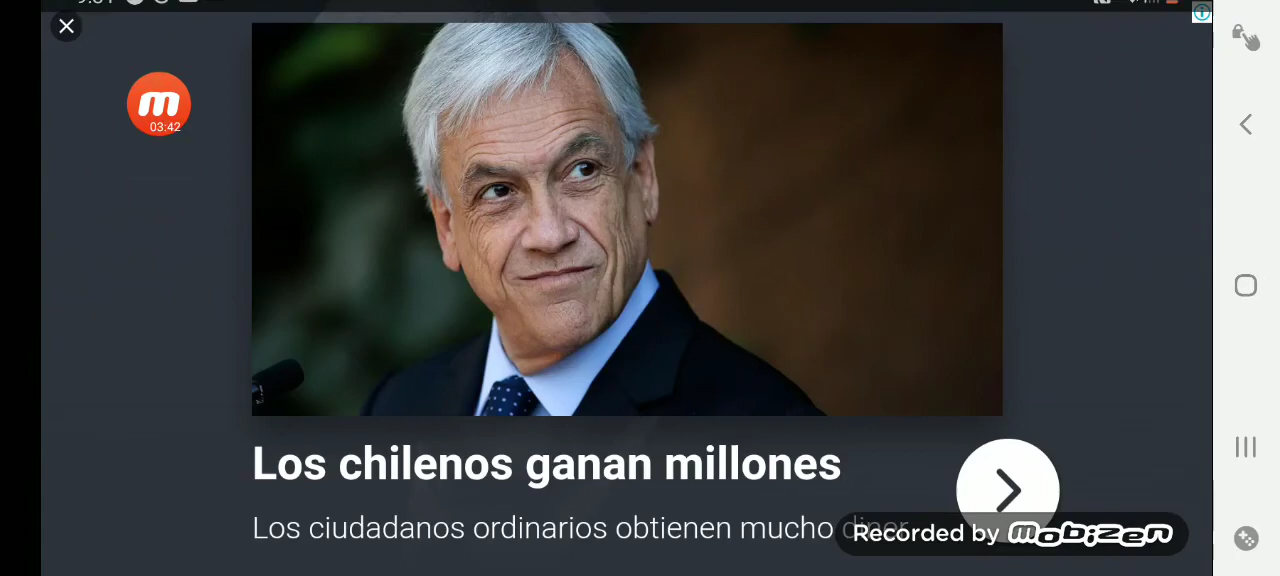 m
03:42
Los chilenos ganan millones
Los ciudadanos ordinarios obtienen mucho
Recorded by mobizen